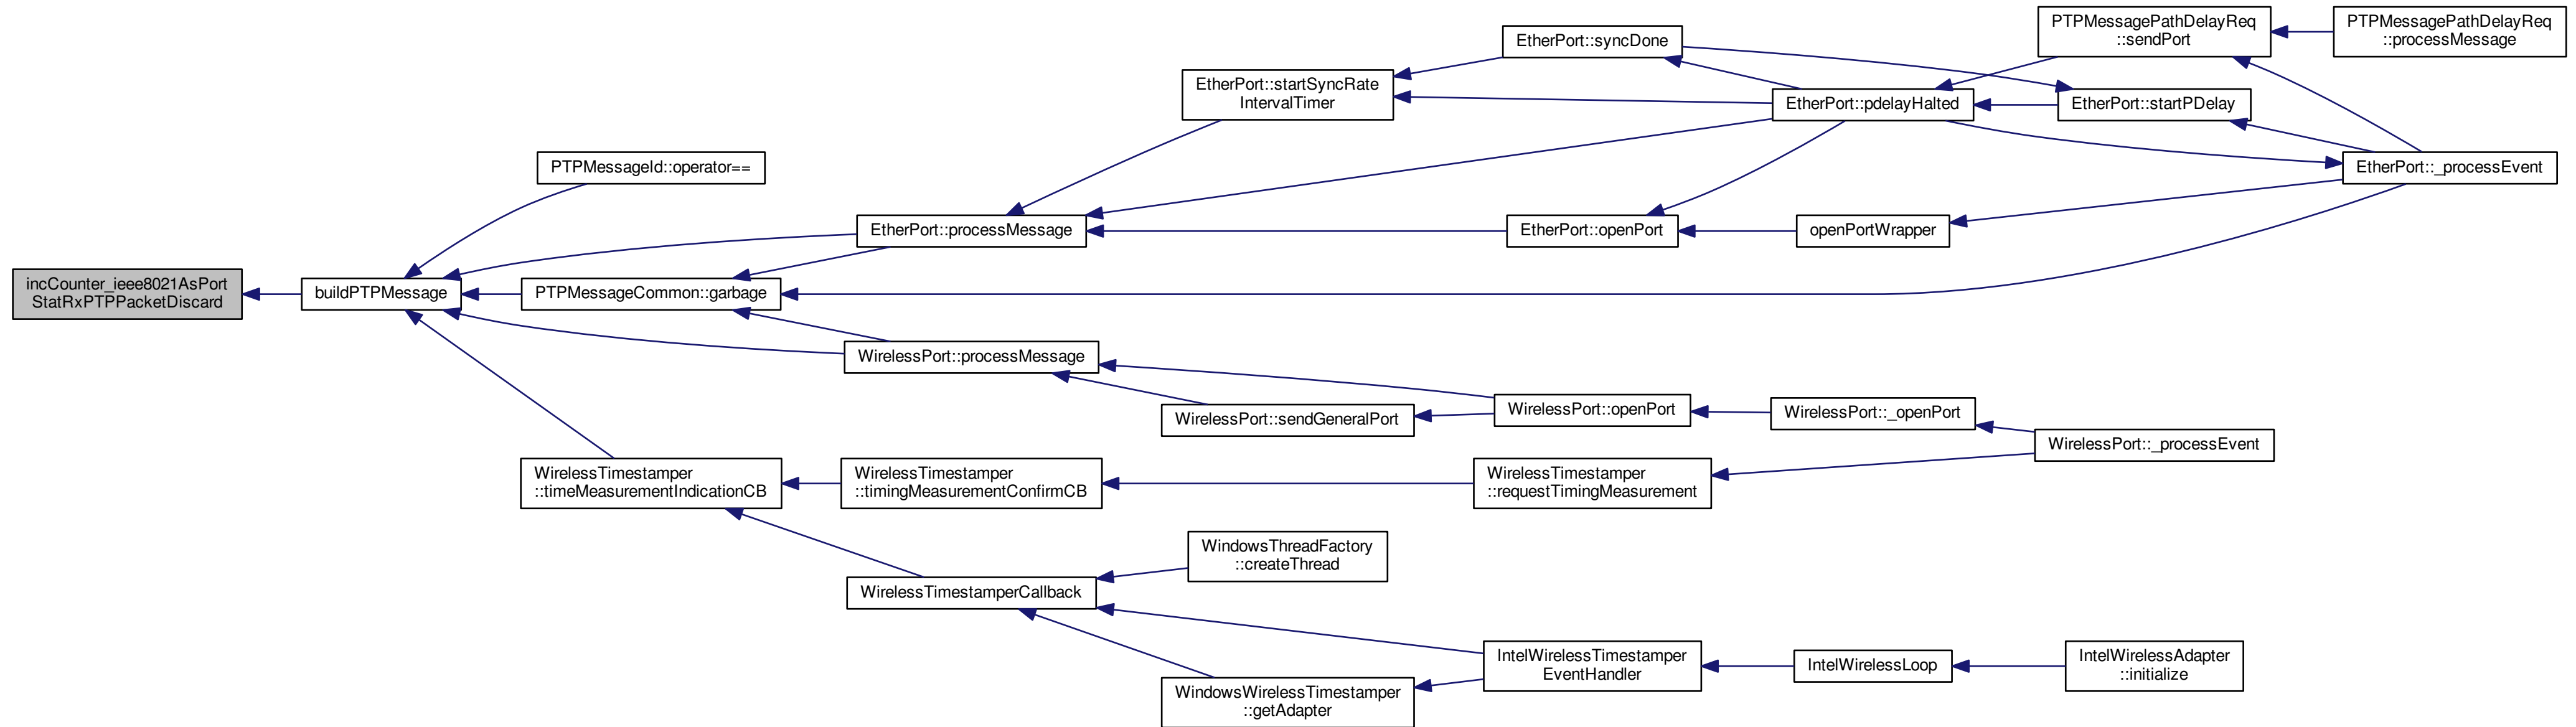 incCounter_ieee8021AsPort
StatRxPTPPacketDiscard
buildPTPMessage
PTPMessageId::operator==
EtherPort::processMessage
PTPMessageCommon::garbage
WirelessPort::processMessage
WirelessTimestamper
::timeMeasurementIndicationCB
EtherPort::startSyncRate
IntervalTimer
EtherPort::syncDone
EtherPort::pdelayHalted
PTPMessagePathDelayReq
::sendPort
PTPMessagePathDelayReq
::processMessage
EtherPort::startPDelay
EtherPort::_processEvent
EtherPort::openPort
openPortWrapper
WirelessPort::sendGeneralPort
WirelessPort::openPort
WirelessPort::_openPort
WirelessPort::_processEvent
WirelessTimestamper
::timingMeasurementConfirmCB
WirelessTimestamper
::requestTimingMeasurement
WirelessTimestamperCallback
WindowsThreadFactory
::createThread
IntelWirelessTimestamper
EventHandler
IntelWirelessLoop
IntelWirelessAdapter
::initialize
WindowsWirelessTimestamper
::getAdapter